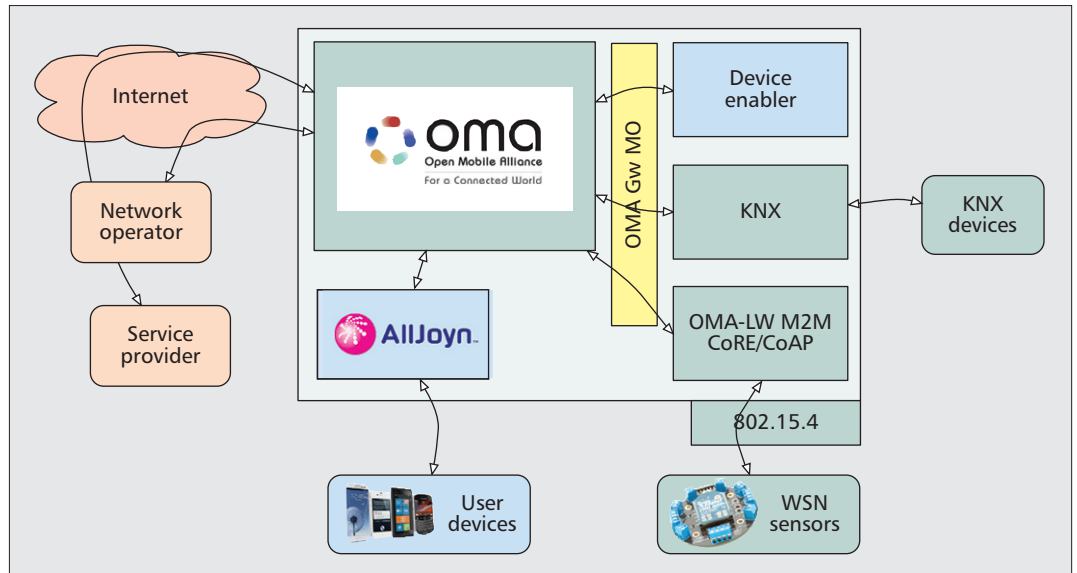 Internet
Network
operator
Service
provider
oma
Open Mobile Alliance
For a Connected World
AllJoyn™
OMA Gw MO
Device
enabler
KNX
OMA-LW M2M
CoRE/CoAP
802.15.4
KNX
devices
User
devices
WSN
sensors